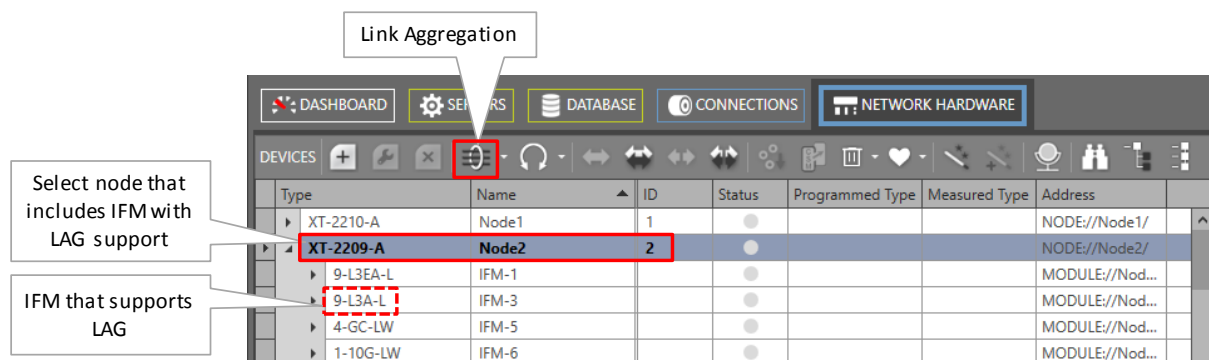 Link Aggregation
DASHBOARD SE RS DATABASE CONNECTIONS NETWORK HARDWARE
DEVICES
Type Name ID Status Programmed Type Measured Type Address
Select node that
includes IFM with
LAG support
XT-2210-A Node1 1 NODE://Node1/
XT-2209-A Node2 2 NODE://Node2/
9-L3EA-L IFM-1 MODULE://Nod...
IFM that supports
LAG
9-L3A-L IFM-3 MODULE://Nod...
4-GC-LW IFM-5 MODULE://Nod...
1-10G-LW IFM-6 MODULE://Nod...